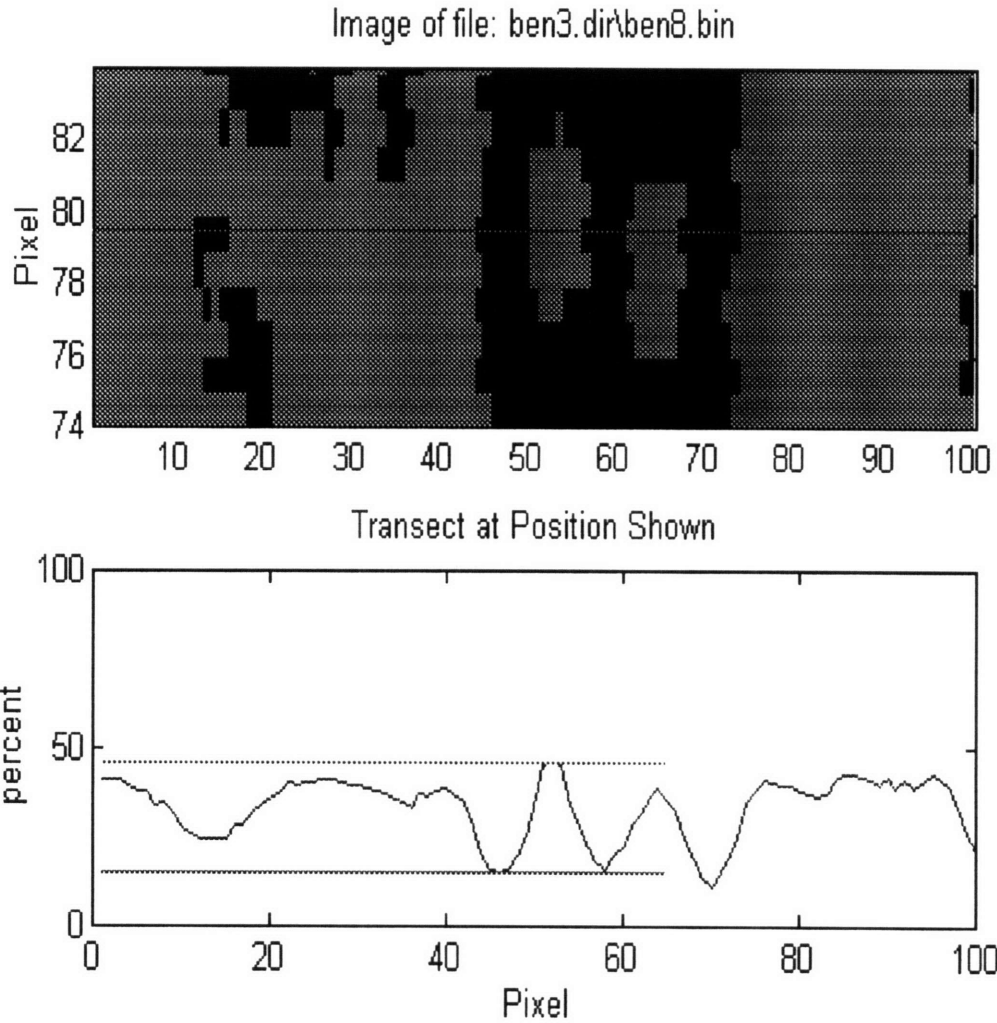 Image of file: ben3.dir\ben8.bin
Pixel
82
80
78
76
74
10 20 30 40 50 60 70 80 90 100
Transect at Position Shown
percent
100
50
0
0 20 40 60 80 100
Pixel